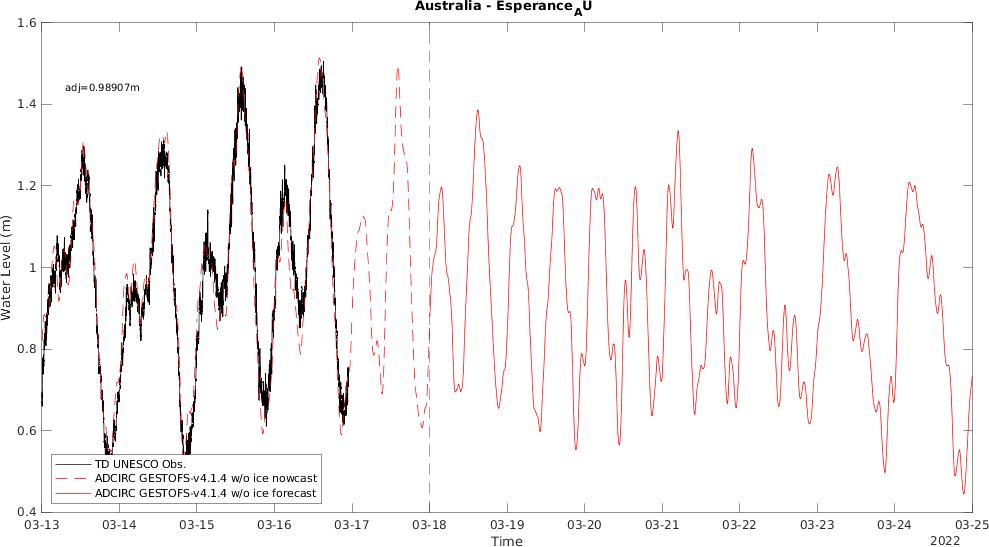 Australia - Esperance_AU
adj=0.98907m
Water Level (m)
1.6
1.4
1.2
1
0.8
0.6
0.4
TD UNESCO Obs.
ADCIRC GESTOFS-v4.1.4 w/o ice nowcast
ADCIRC GESTOFS-v4.1.4 w/o ice forecast
03-13 03-14 03-15 03-16 03-17 03-18 03-19 03-20 03-21 03-22 03-23 03-24 03-25
Time
2022